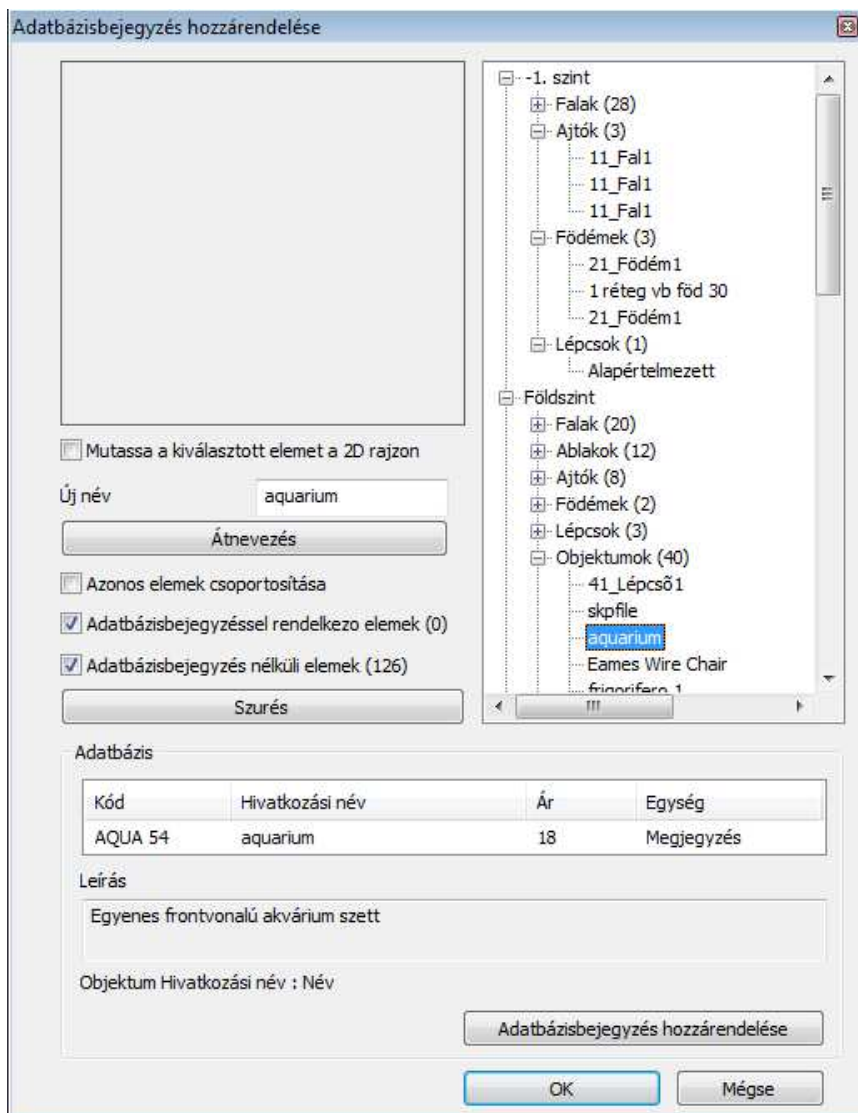 Adatbázisbejegyzés hozzárendelése
Mutassa a kiválasztott elemet a 2D rajzon
Új név
aquarium
Átnevezés
Azonos elemek csoportosítása
Adatbázisbejegyzéssel rendelkezo elemek (0)
Adatbázisbejegyzés nélküli elemek (126)
Szurés
-1. szint
Falak (28)
Ajtók (3)
11_Fal1
11_Fal1
11_Fal1
Födémek (3)
21_Födém1
1 réteg vb föd 30
21_Födém1
Lépcsok (1)
Alapértelmezett
Földszint
Falak (20)
Ablakok (12)
Ajtók (8)
Födémek (2)
Lépcsok (3)
Objektumok (40)
41_Lépcsõ1
skpfile
aquarium
Eames Wire Chair
frigorifero 1
Adatbázis
Kód Hivatkozási név Ár Egység
AQUA 54 aquarium 18 Megjegyzés
Leírás
Egyenes frontvonalú akvárium szett
Objektum Hivatkozási név : Név
Adatbázisbejegyzés hozzárendelése
OK Mégse